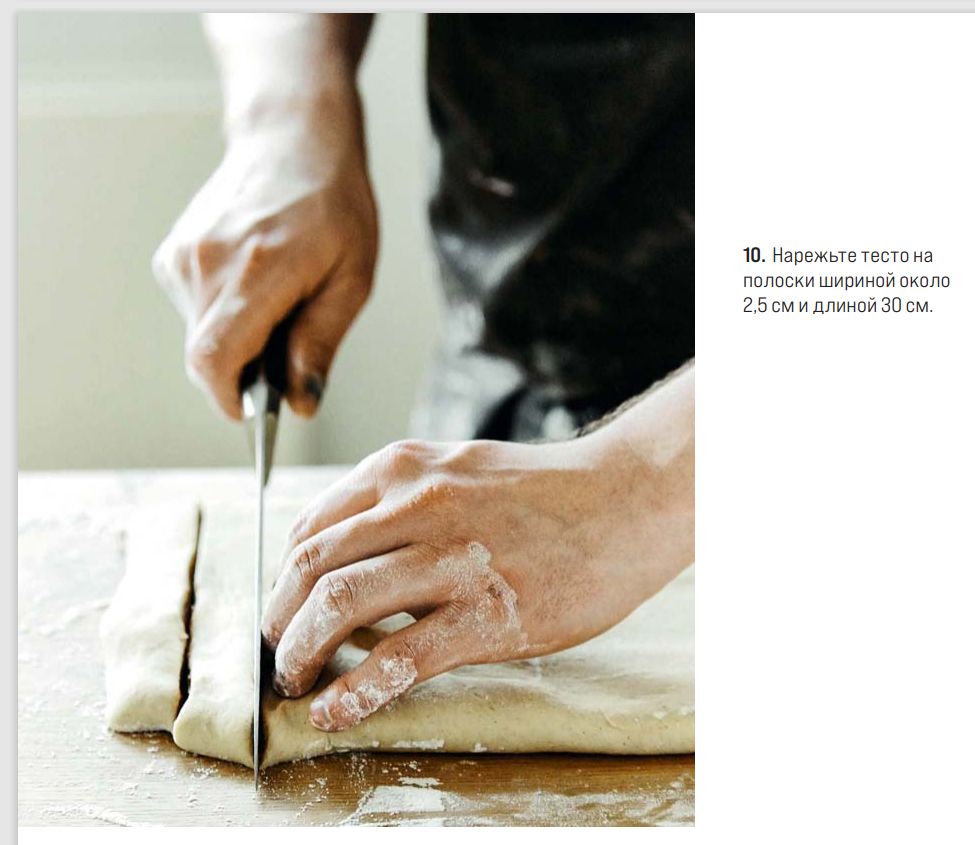 10. Нарежьте тесто на
полоски шириной около
2,5 см и длиной 30 см.